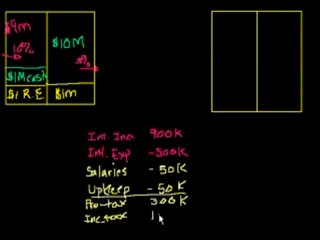 $9m
$10M
10%
$1M cash
$1 R.E.
$1m
Int. Inc 900K
Int. Exp -500K
Salaries - 50K
Upkeep - 50K
Pre-tax 300K
Inc. tax 1